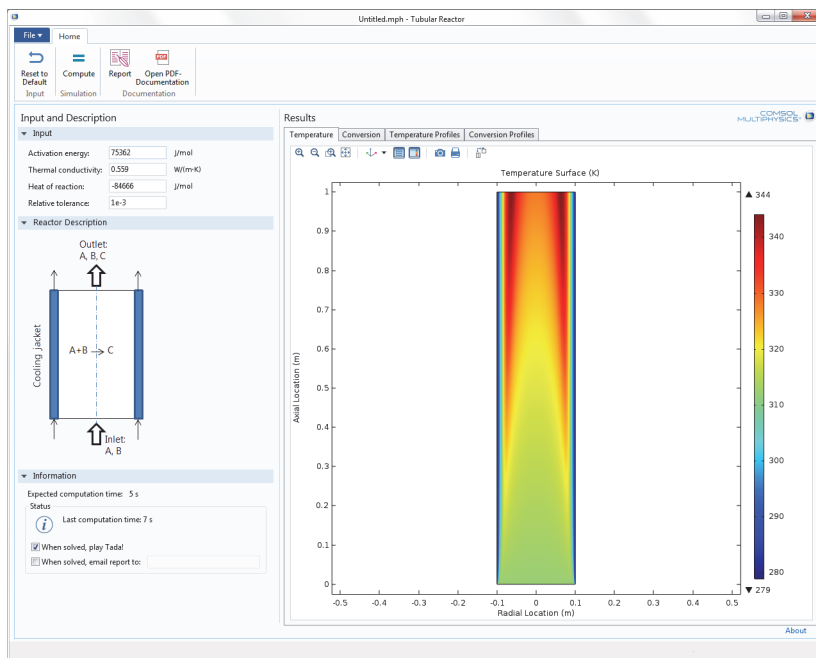 Untitled.mph - Tubular Reactor
File
Home
Reset to
Default
Compute
Report
Open PDF-
Documentation
Input
Simulation
Documentation
Input and Description
Input
Activation energy: 75362 J/mol
Thermal conductivity: 0.559 W/(m·K)
Heat of reaction: -84666 J/mol
Relative tolerance: 1e-3
Reactor Description
Outlet:
A, B, C
Cooling jacket
A+B → C
Inlet:
A, B
Information
Expected computation time: 5 s
Status
Last computation time: 7 s
When solved, play Tada!
When solved, email report to:
Results
COMSOL
MULTIPHYSICS
Temperature Conversion Temperature Profiles Conversion Profiles
Temperature Surface (K)
1
0.9
0.8
0.7
0.6
0.5
0.4
0.3
0.2
0.1
0
Axial Location (m)
-0.5 -0.4 -0.3 -0.2 -0.1 0 0.1 0.2 0.3 0.4 0.5
Radial Location (m)
▲ 344
340
330
320
310
300
290
280
▼ 279
About